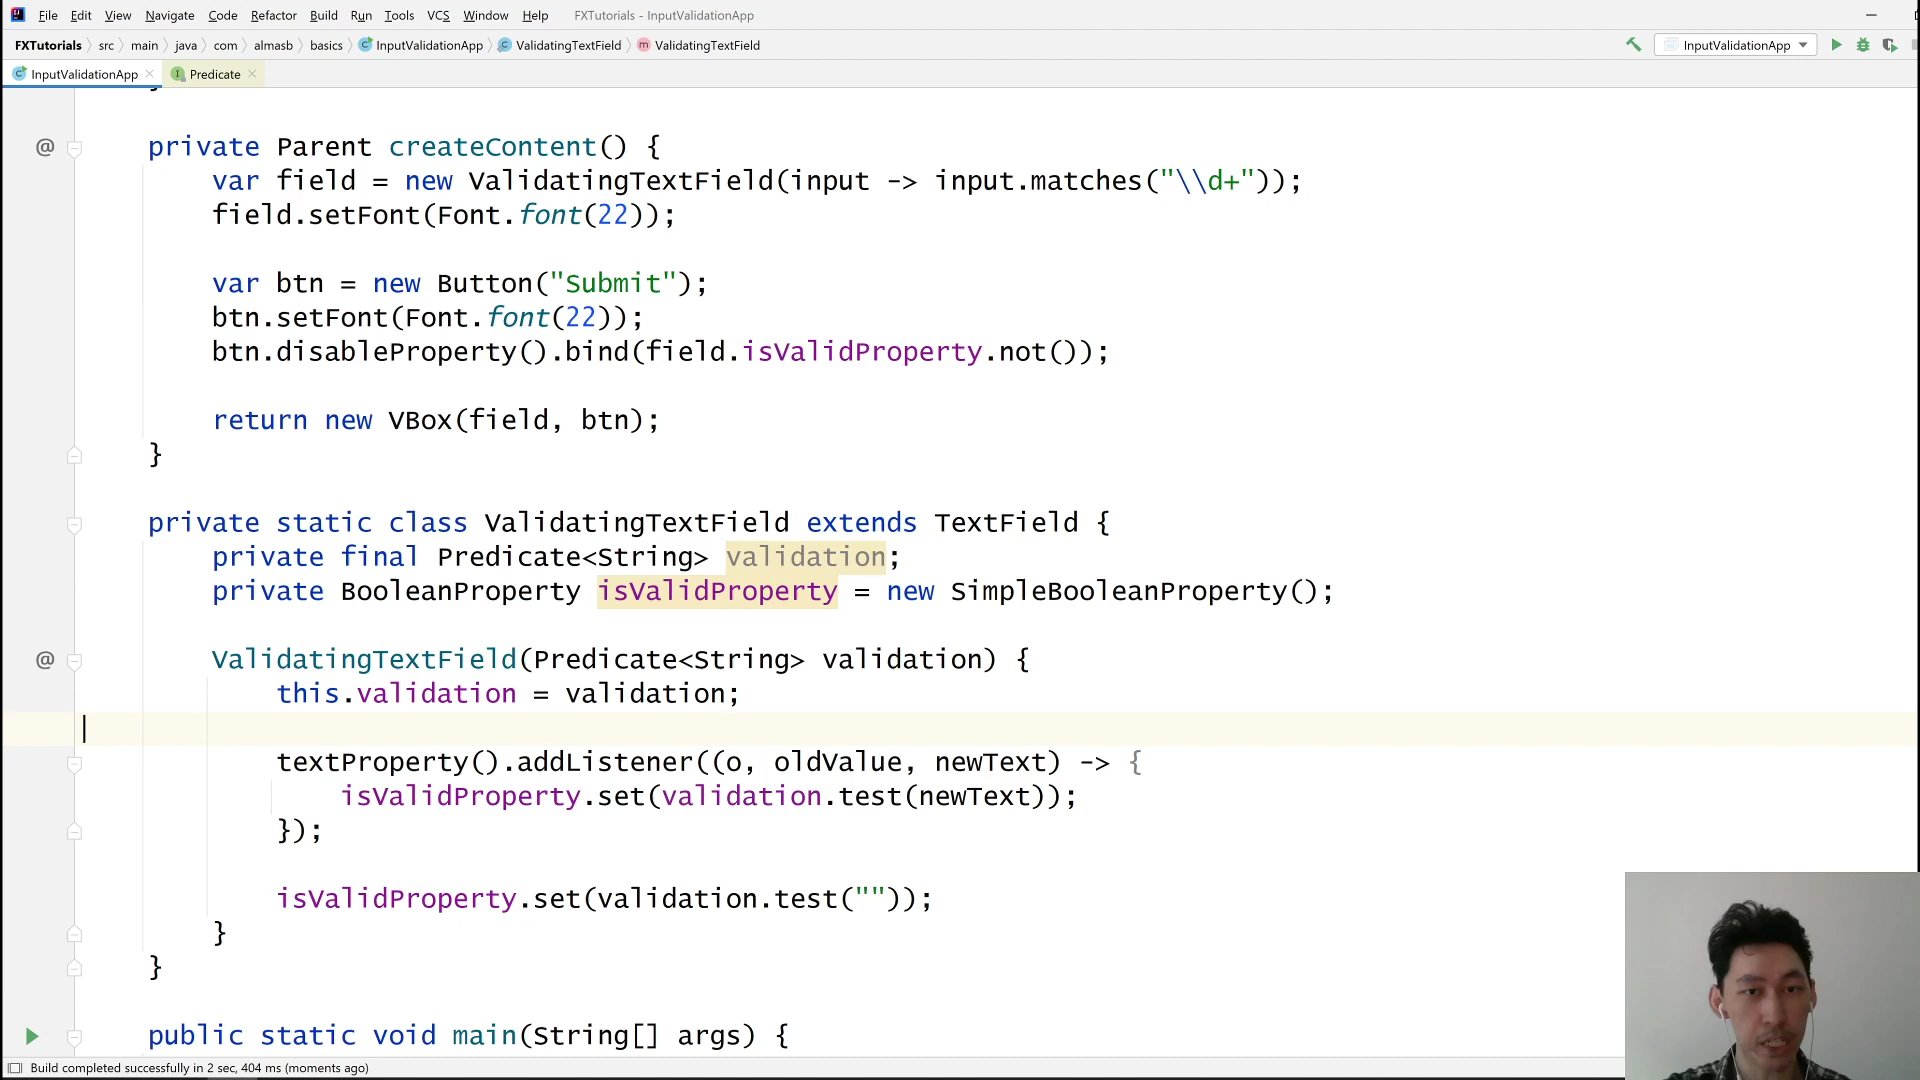 File Edit View Navigate Code Refactor Build Run Tools VCS Window Help FXTutorials - InputValidationApp
FXTutorials src main java com almasb basics InputValidationApp ValidatingTextField ValidatingTextField InputValidationApp
InputValidationApp Predicate
}
@ private Parent createContent() {
var field = new ValidatingTextField(input -> input.matches("\\d+"));
field.setFont(Font.font(22));
var btn = new Button("Submit");
btn.setFont(Font.font(22));
btn.disableProperty().bind(field.isValidProperty.not());
return new VBox(field, btn);
}
private static class ValidatingTextField extends TextField {
private final Predicate<String> validation;
private BooleanProperty isValidProperty = new SimpleBooleanProperty();
@ ValidatingTextField(Predicate<String> validation) {
this.validation = validation;
textProperty().addListener((o, oldValue, newText) -> {
isValidProperty.set(validation.test(newText));
});
isValidProperty.set(validation.test(""));
}
}
public static void main(String[] args) {
Build completed successfully in 2 sec, 404 ms (moments ago)